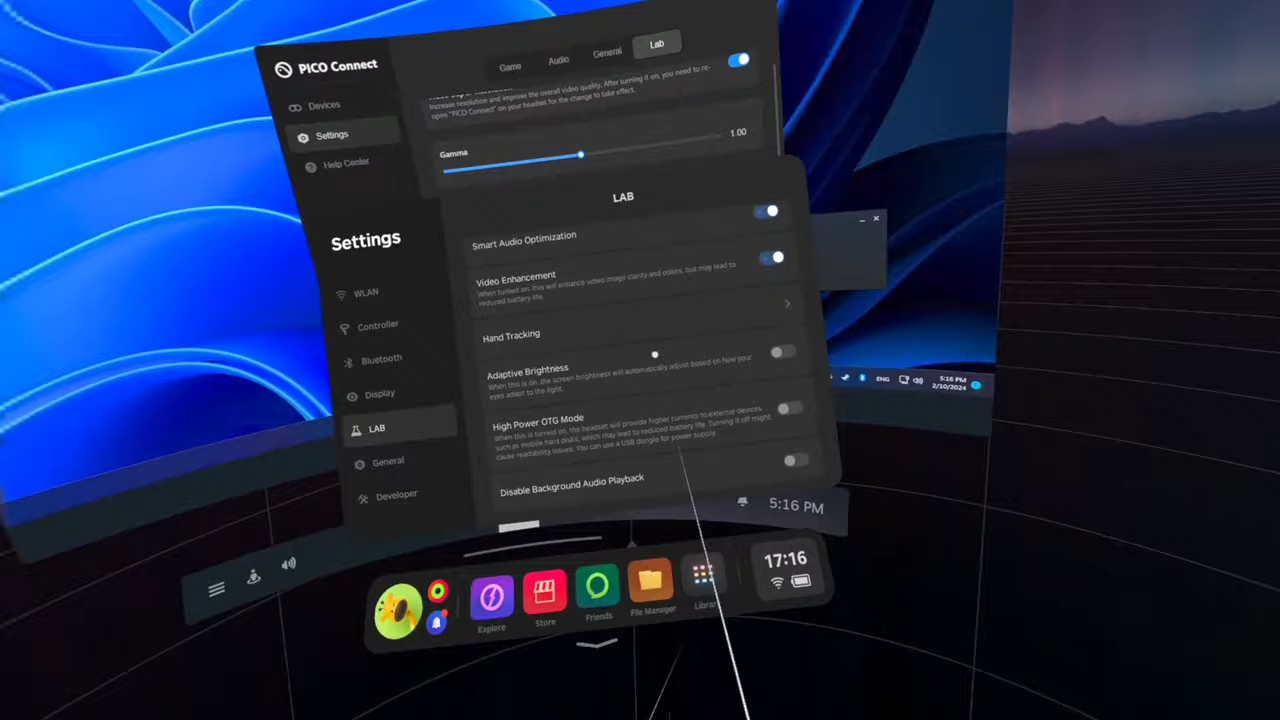 PICO Connect
Game
Audio
General
Lab
Devices
Settings
Help Center
Increase resolution and improve the overall video quality. After turning it on, you need to re-
open "PICO Connect" on your headset for the change to take effect.
Gamma
1.00
LAB
Settings
WLAN
Controller
Bluetooth
Display
LAB
General
Developer
Smart Audio Optimization
Video Enhancement
When turned on, this will enhance video image clarity and colors, but may lead to
reduced battery life.
Hand Tracking
Adaptive Brightness
When this is on, the screen brightness will automatically adjust based on how your
eyes adapt to the light.
High Power OTG Mode
When this is turned on, the headset will provide higher currents to external devices
such as mobile hard disks, which may lead to reduced battery life. Turning it off might
cause readability issues. You can use a USB dongle for power supply.
Disable Background Audio Playback
ENG
5:16 PM
2/10/2024
5:16 PM
17:16
Explore
Store
Friends
File Manager
Library